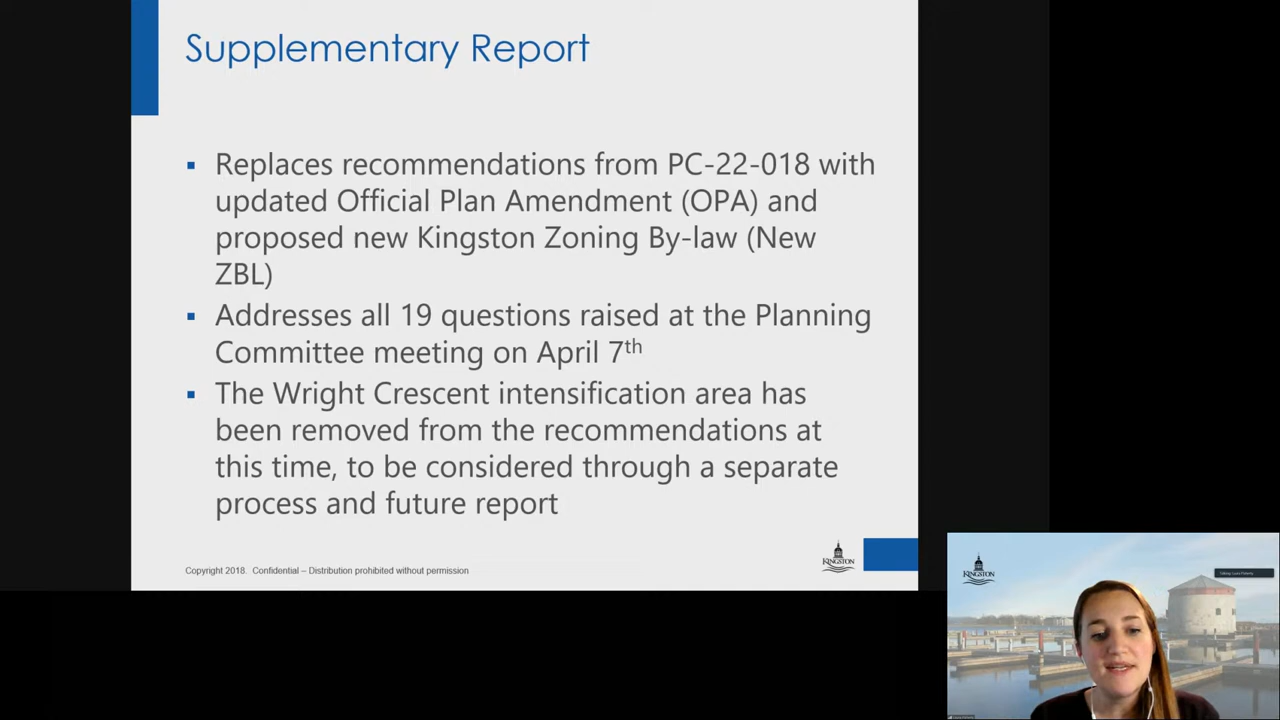 Supplementary Report
▪ Replaces recommendations from PC-22-018 with
updated Official Plan Amendment (OPA) and
proposed new Kingston Zoning By-law (New
ZBL)
▪ Addresses all 19 questions raised at the Planning
Committee meeting on April 7th
▪ The Wright Crescent intensification area has
been removed from the recommendations at
this time, to be considered through a separate
process and future report
Copyright 2018. Confidential – Distribution prohibited without permission
KINGSTON
KINGSTON